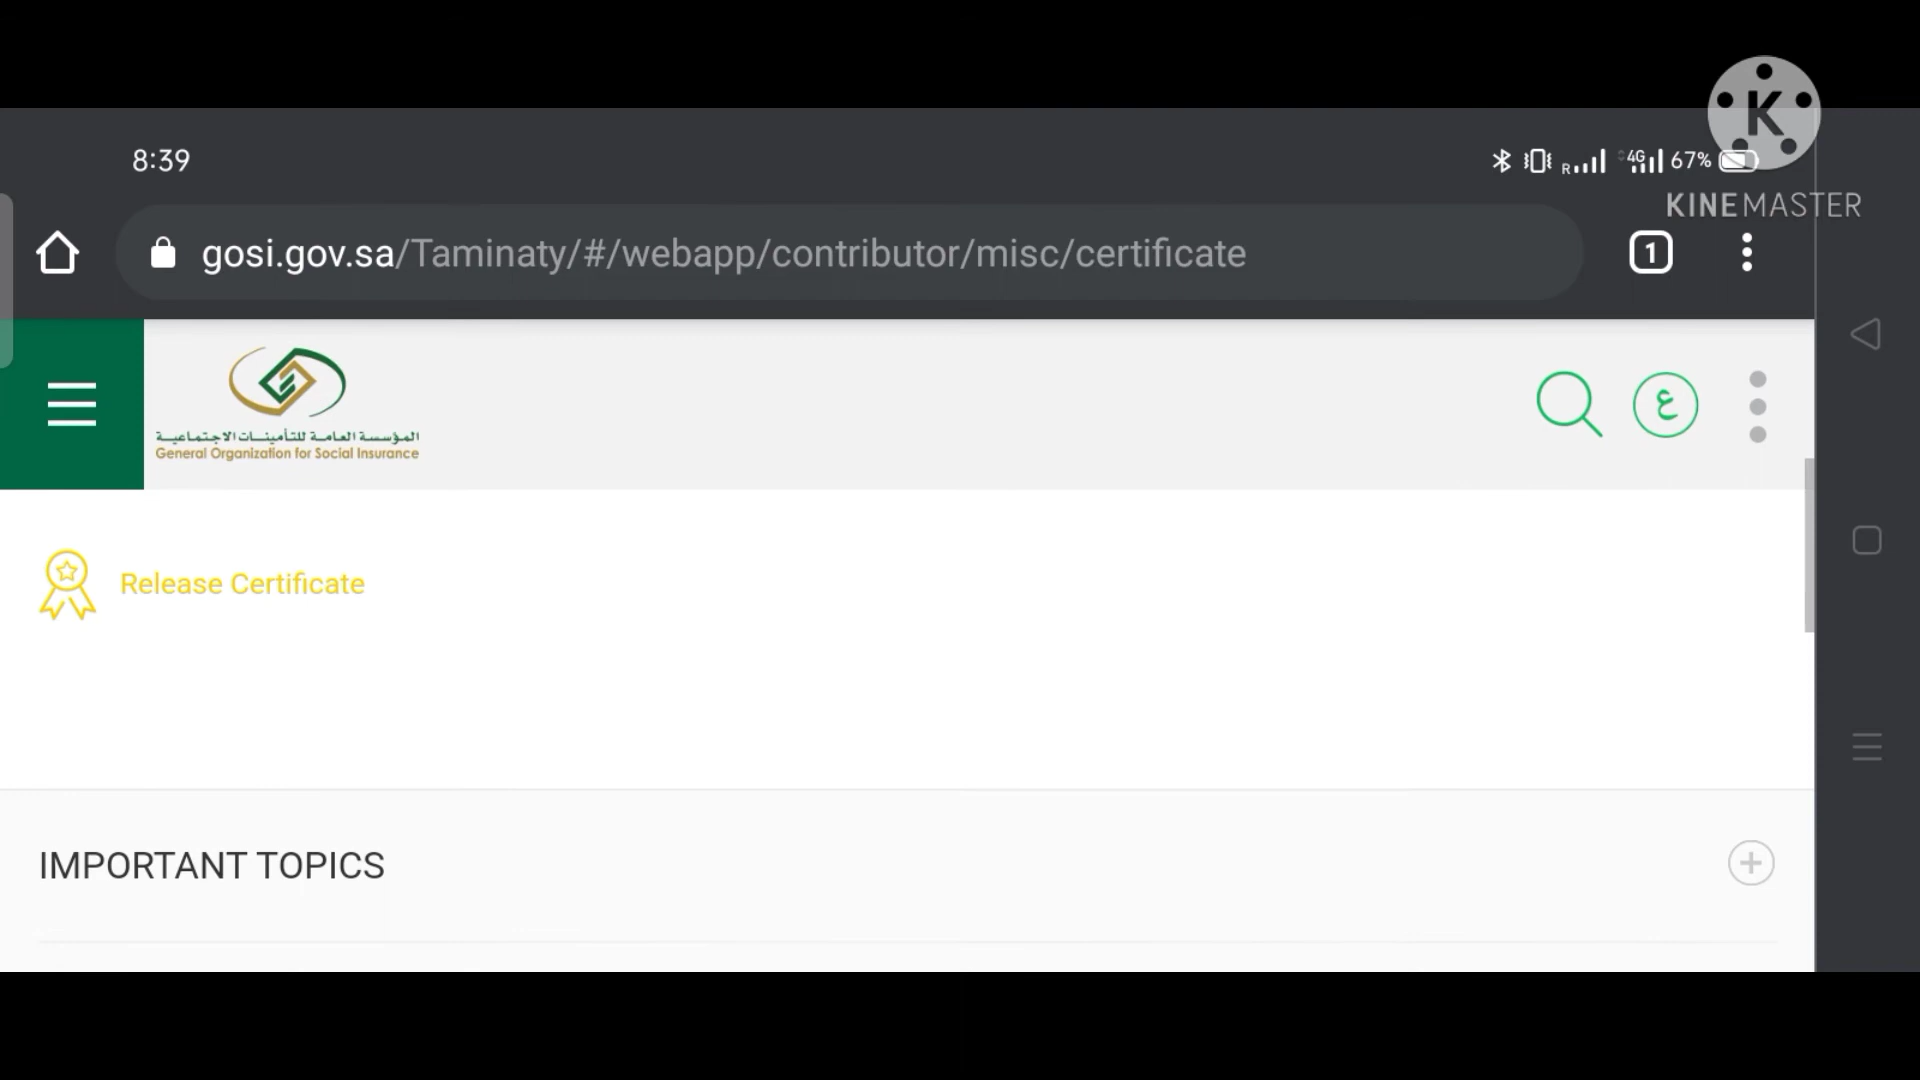 K
8:39
R 4G 67%
KINEMASTER
gosi.gov.sa/Taminaty/#/webapp/contributor/misc/certificate
1
المؤسسة العامة للتأمينات الاجتماعية
General Organization for Social Insurance
ع
Release Certificate
IMPORTANT TOPICS